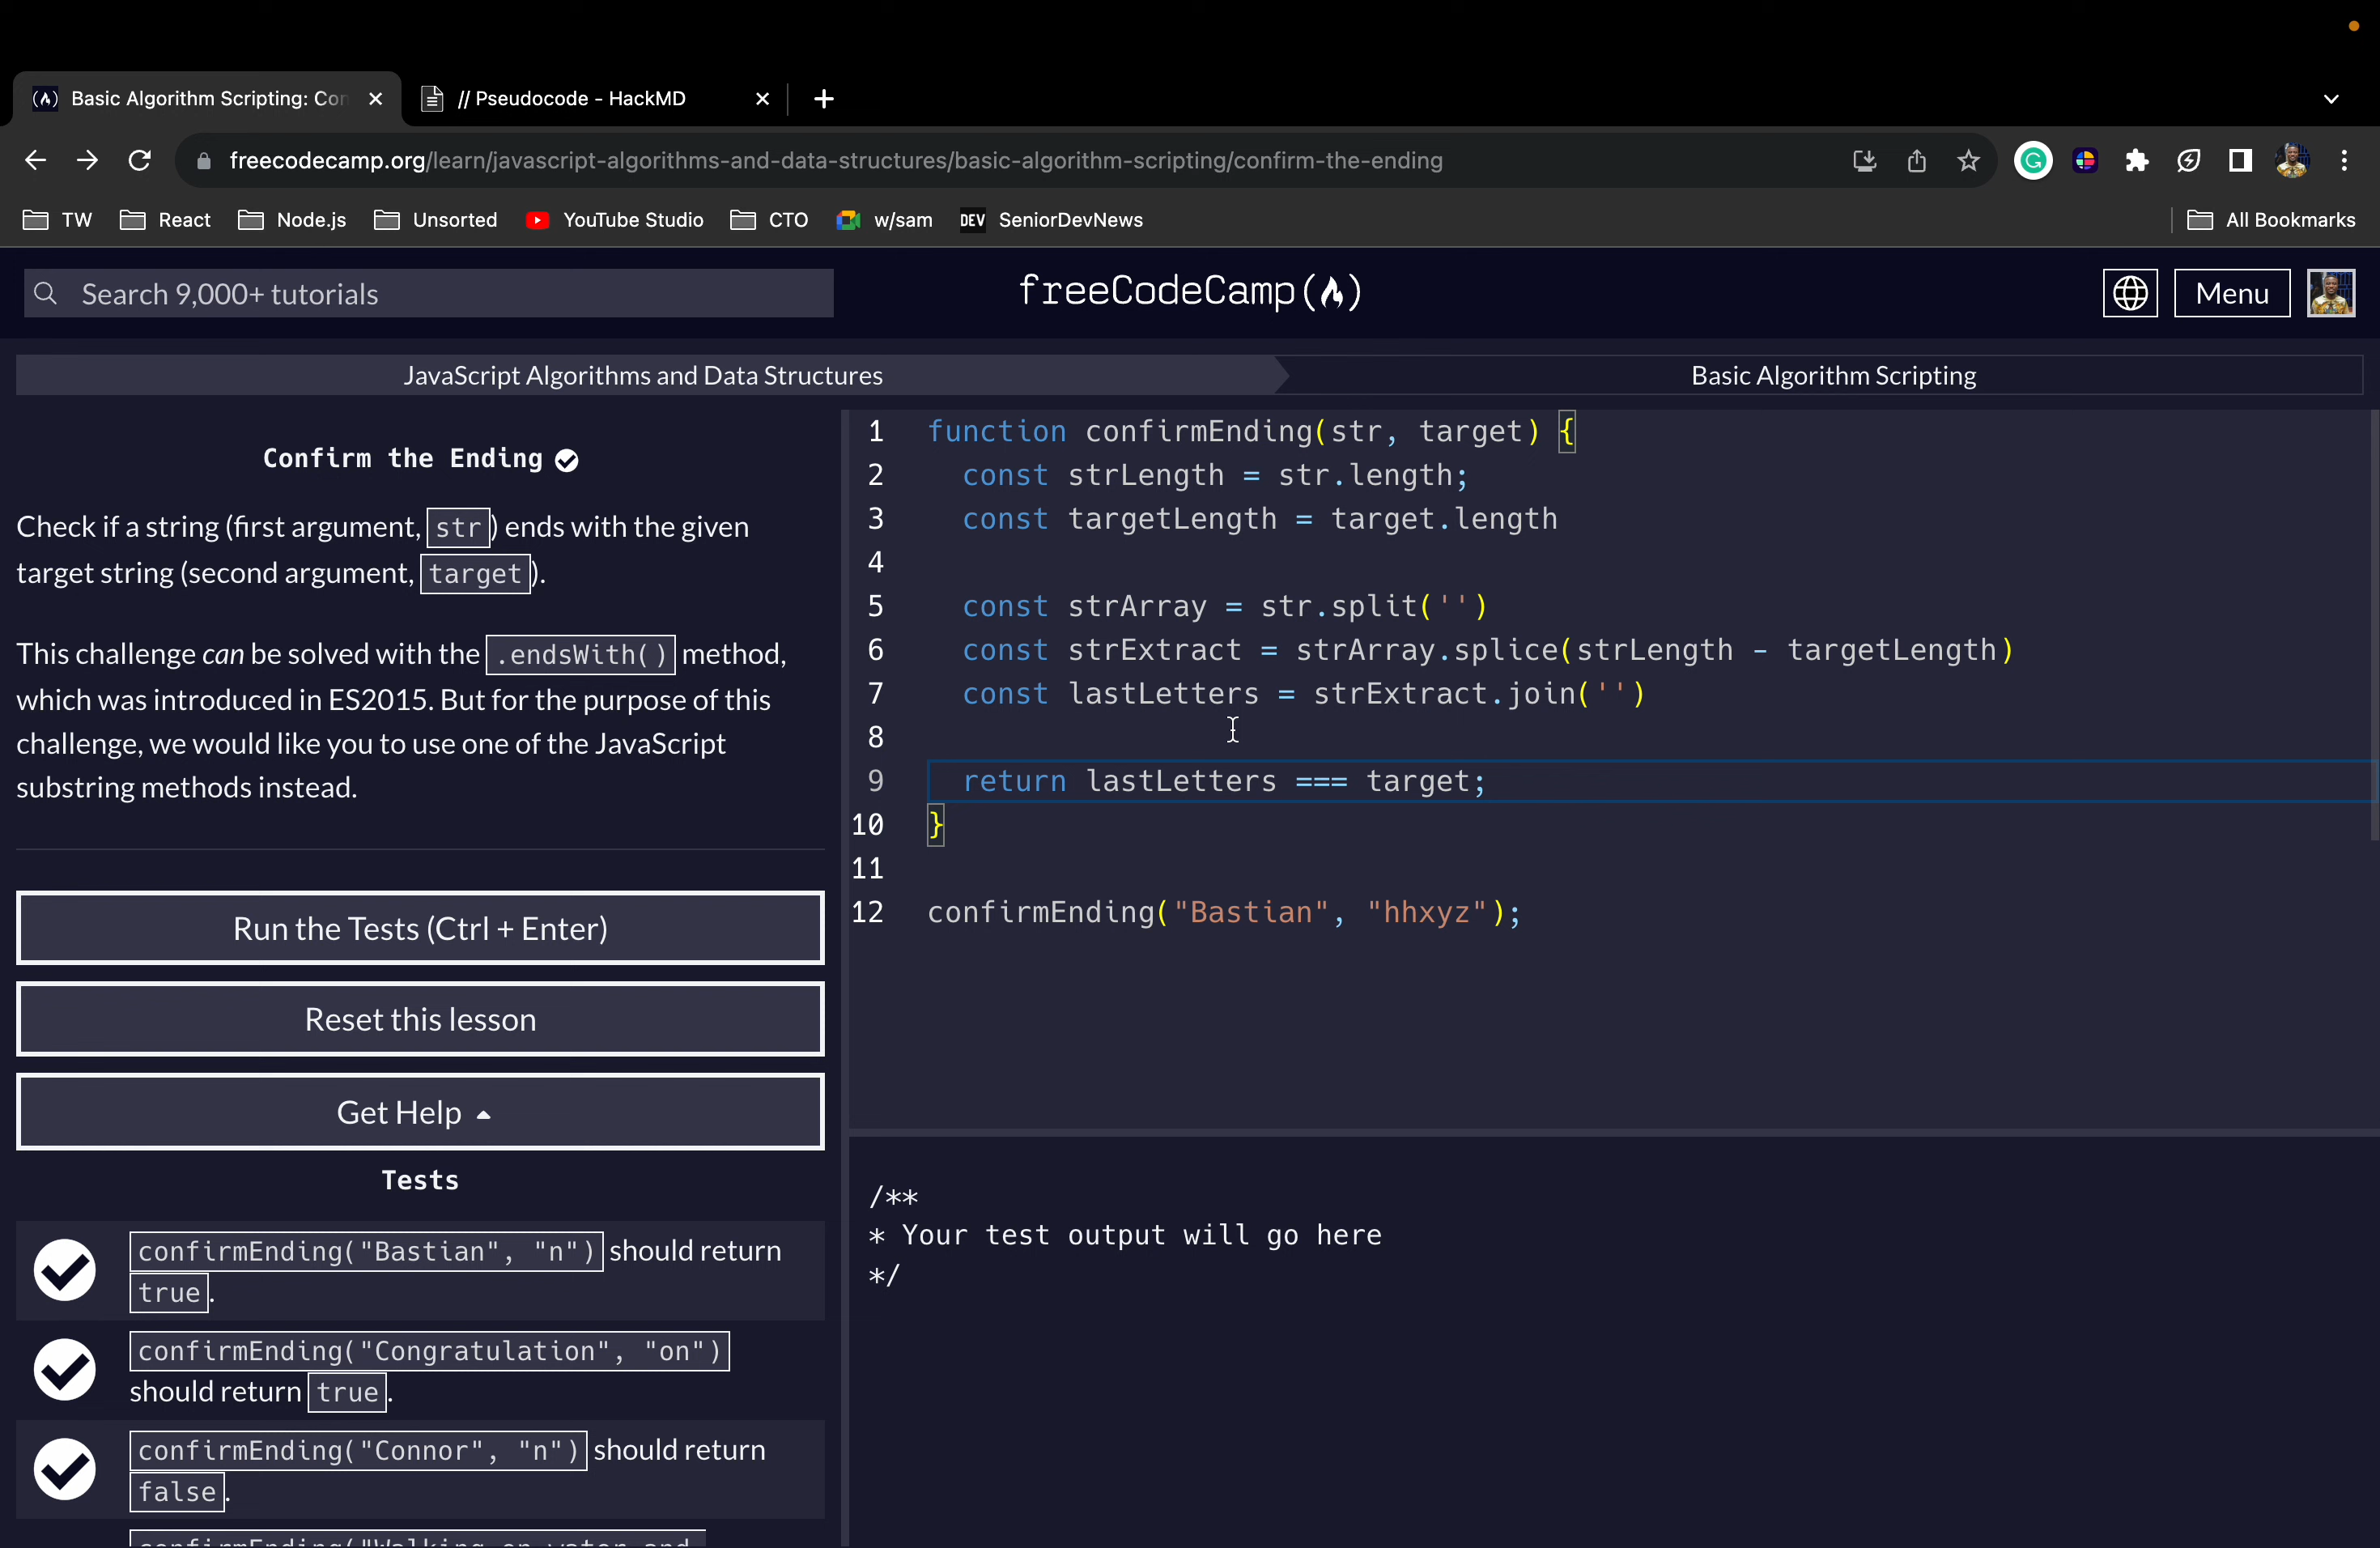 Basic Algorithm Scripting: Con
// Pseudocode - HackMD
freecodecamp.org/learn/javascript-algorithms-and-data-structures/basic-algorithm-scripting/confirm-the-ending
TW
React
Node.js
Unsorted
YouTube Studio
CTO
w/sam
DEV SeniorDevNews
All Bookmarks
Search 9,000+ tutorials
freeCodeCamp
Menu
JavaScript Algorithms and Data Structures
Basic Algorithm Scripting
Confirm the Ending
Check if a string (first argument, str) ends with the given
target string (second argument, target).
This challenge can be solved with the .endsWith() method,
which was introduced in ES2015. But for the purpose of this
challenge, we would like you to use one of the JavaScript
substring methods instead.
Run the Tests (Ctrl + Enter)
Reset this lesson
Get Help
Tests
confirmEnding("Bastian", "n") should return
true.
confirmEnding("Congratulation", "on")
should return true.
confirmEnding("Connor", "n") should return
false.
confirmEnding("Walking on water and
1 function confirmEnding(str, target) {
2 const strLength = str.length;
3 const targetLength = target.length
4
5 const strArray = str.split('')
6 const strExtract = strArray.splice(strLength - targetLength)
7 const lastLetters = strExtract.join('')
8
9 return lastLetters === target;
10 }
11
12 confirmEnding("Bastian", "hhxyz");
/**
* Your test output will go here
*/